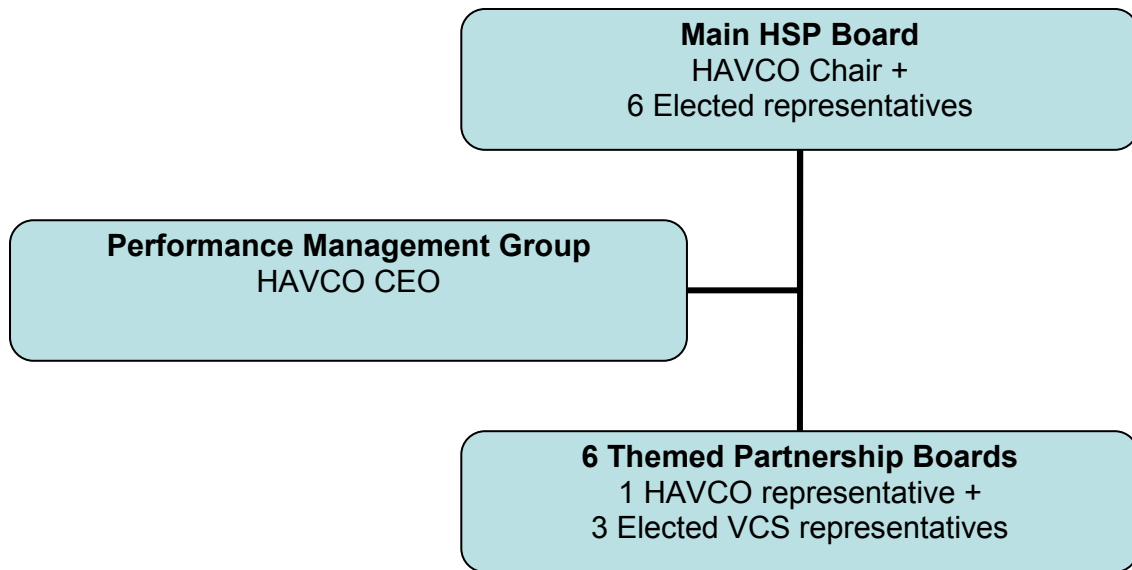 Main HSP Board
HAVCO Chair +
6 Elected representatives
Performance Management Group
HAVCO CEO
6 Themed Partnership Boards
1 HAVCO representative +
3 Elected VCS representatives